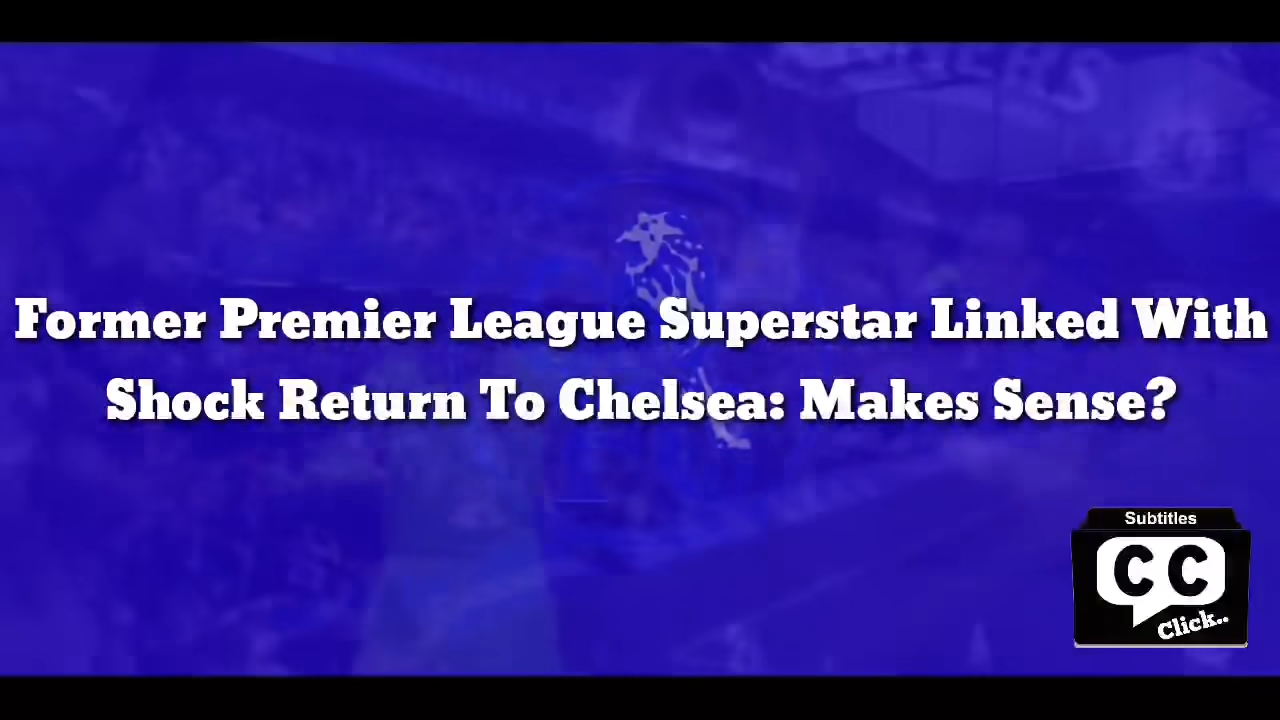 Former Premier League Superstar Linked With
Shock Return To Chelsea: Makes Sense?
Subtitles
CC
Click..